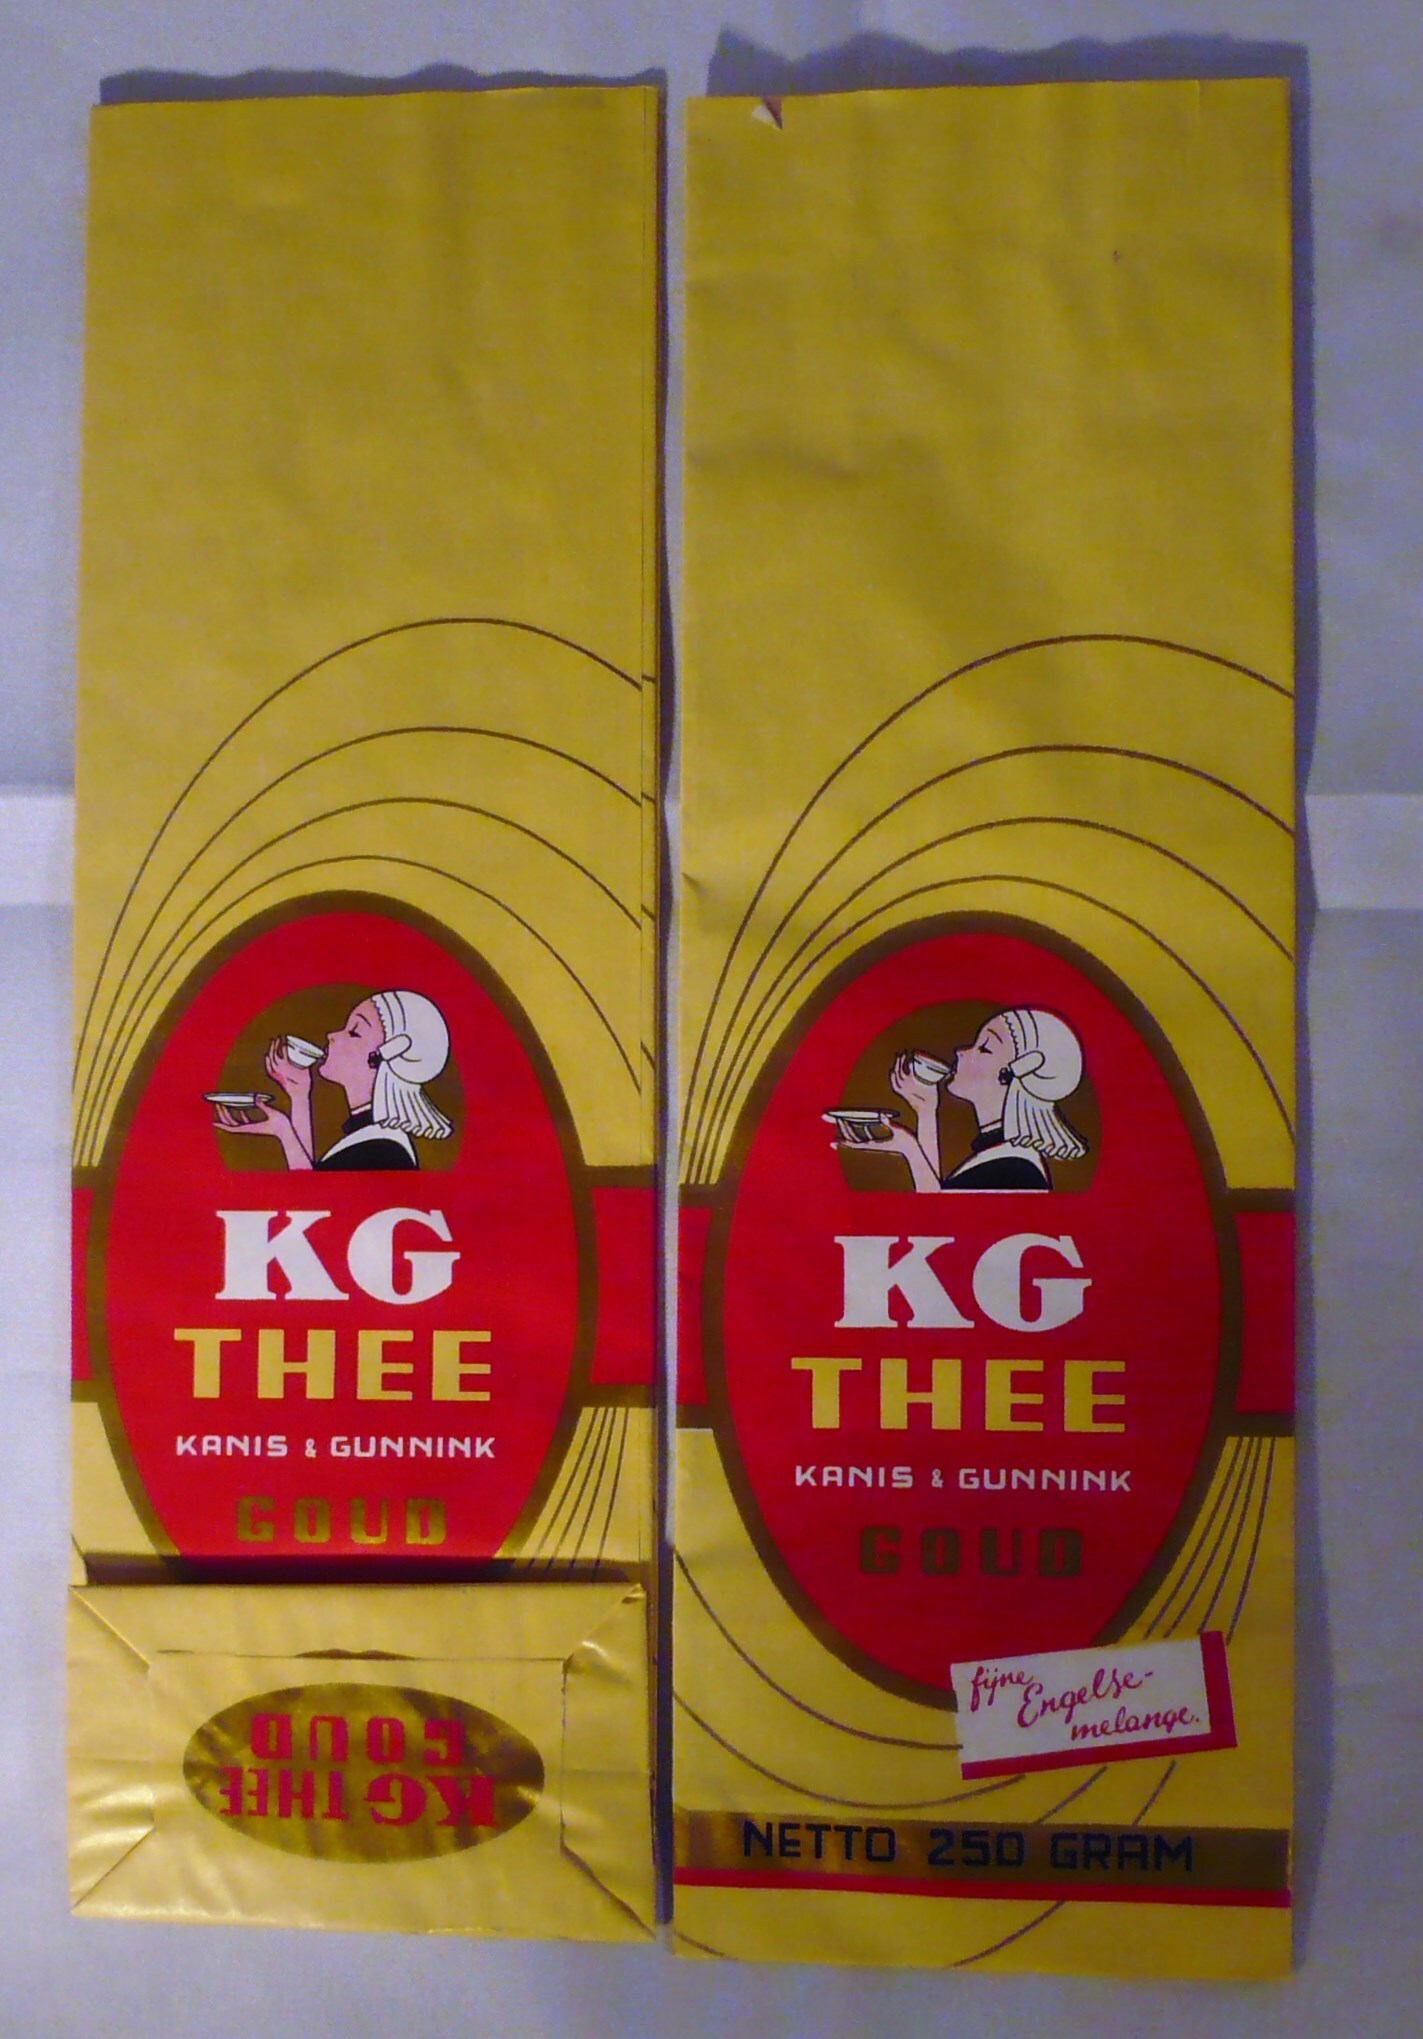 KG
THEE
KANIS & GUNNINK
GOUD
KG THEE
GOUD
KG
THEE
KANIS & GUNNINK
GOUD
fijne
Engelse-
melange.
NETTO 250 GRAM